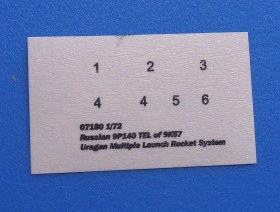 1 2 3
4 4 5 6
07180 1/72
Russian 9P140 TEL of 9K57
Uragan Multiple Launch Rocket System